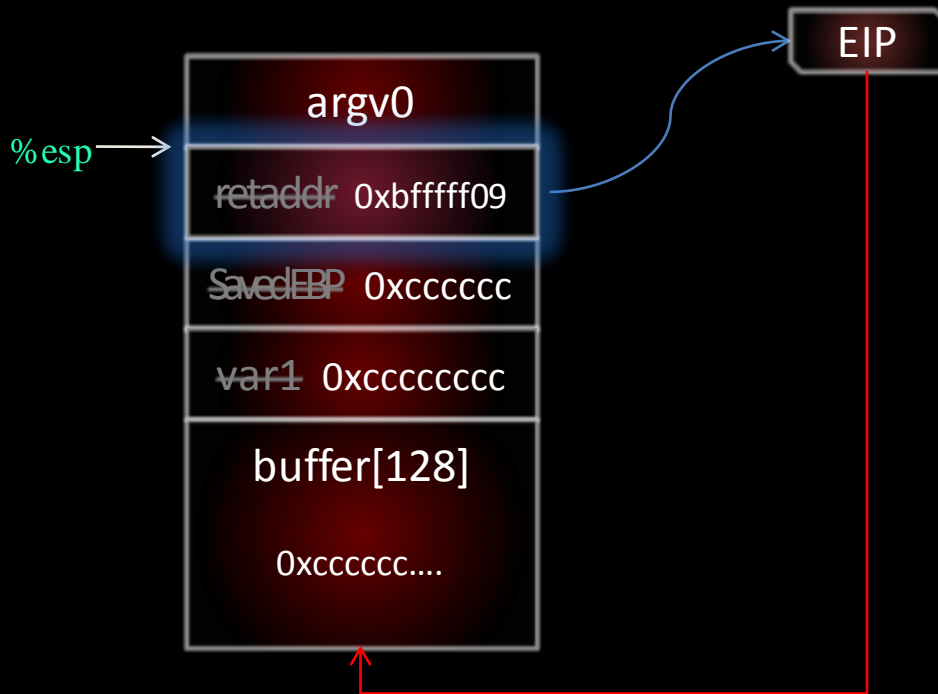 EIP
argv0
%esp
retaddr 0xbfffff09
SavedEBP 0xcccccc
var1 0xcccccccc
buffer[128]
0xcccccc....